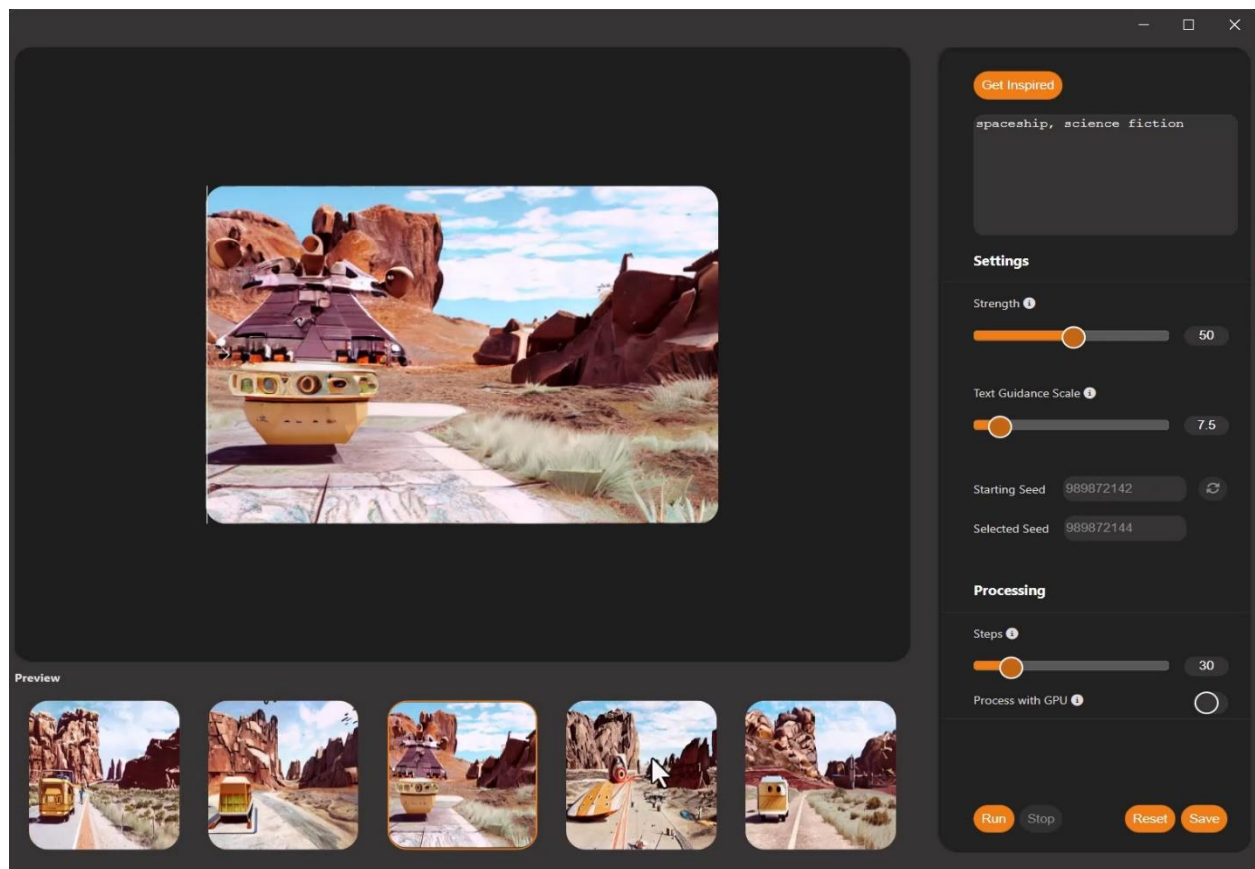 Get Inspired
spaceship, science fiction
Settings
Strength
50
Text Guidance Scale
7.5
Starting Seed 989872142
Selected Seed 989872144
Processing
Steps
30
Process with GPU
Preview
Run Stop Reset Save